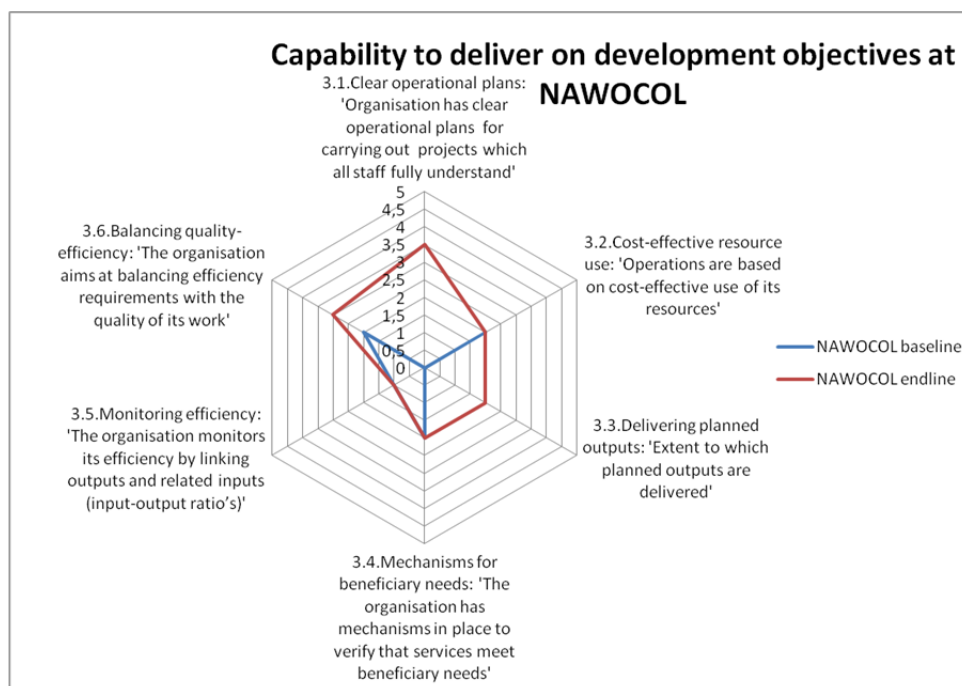 Capability to deliver on development objectives at
NAWOCOL
3.1.Clear operational plans:
'Organisation has clear
operational plans  for
carrying out  projects which
all staff fully understand'
5
4,5
4
3,5
3
2,5
2
1,5
1
0,5
0
3.2.Cost-effective resource
use: 'Operations are based
on cost-effective use of its
resources'
3.3.Delivering planned
outputs: 'Extent to which
planned outputs are
delivered'
3.4.Mechanisms for
beneficiary needs: 'The
organisation has
mechanisms in place to
verify that services meet
beneficiary needs'
3.5.Monitoring efficiency:
'The organisation monitors
its efficiency by linking
outputs and related inputs
(input-output ratio’s)'
3.6.Balancing quality-
efficiency: 'The organisation
aims at balancing efficiency
requirements with the
quality of its work'
NAWOCOL baseline
NAWOCOL endline